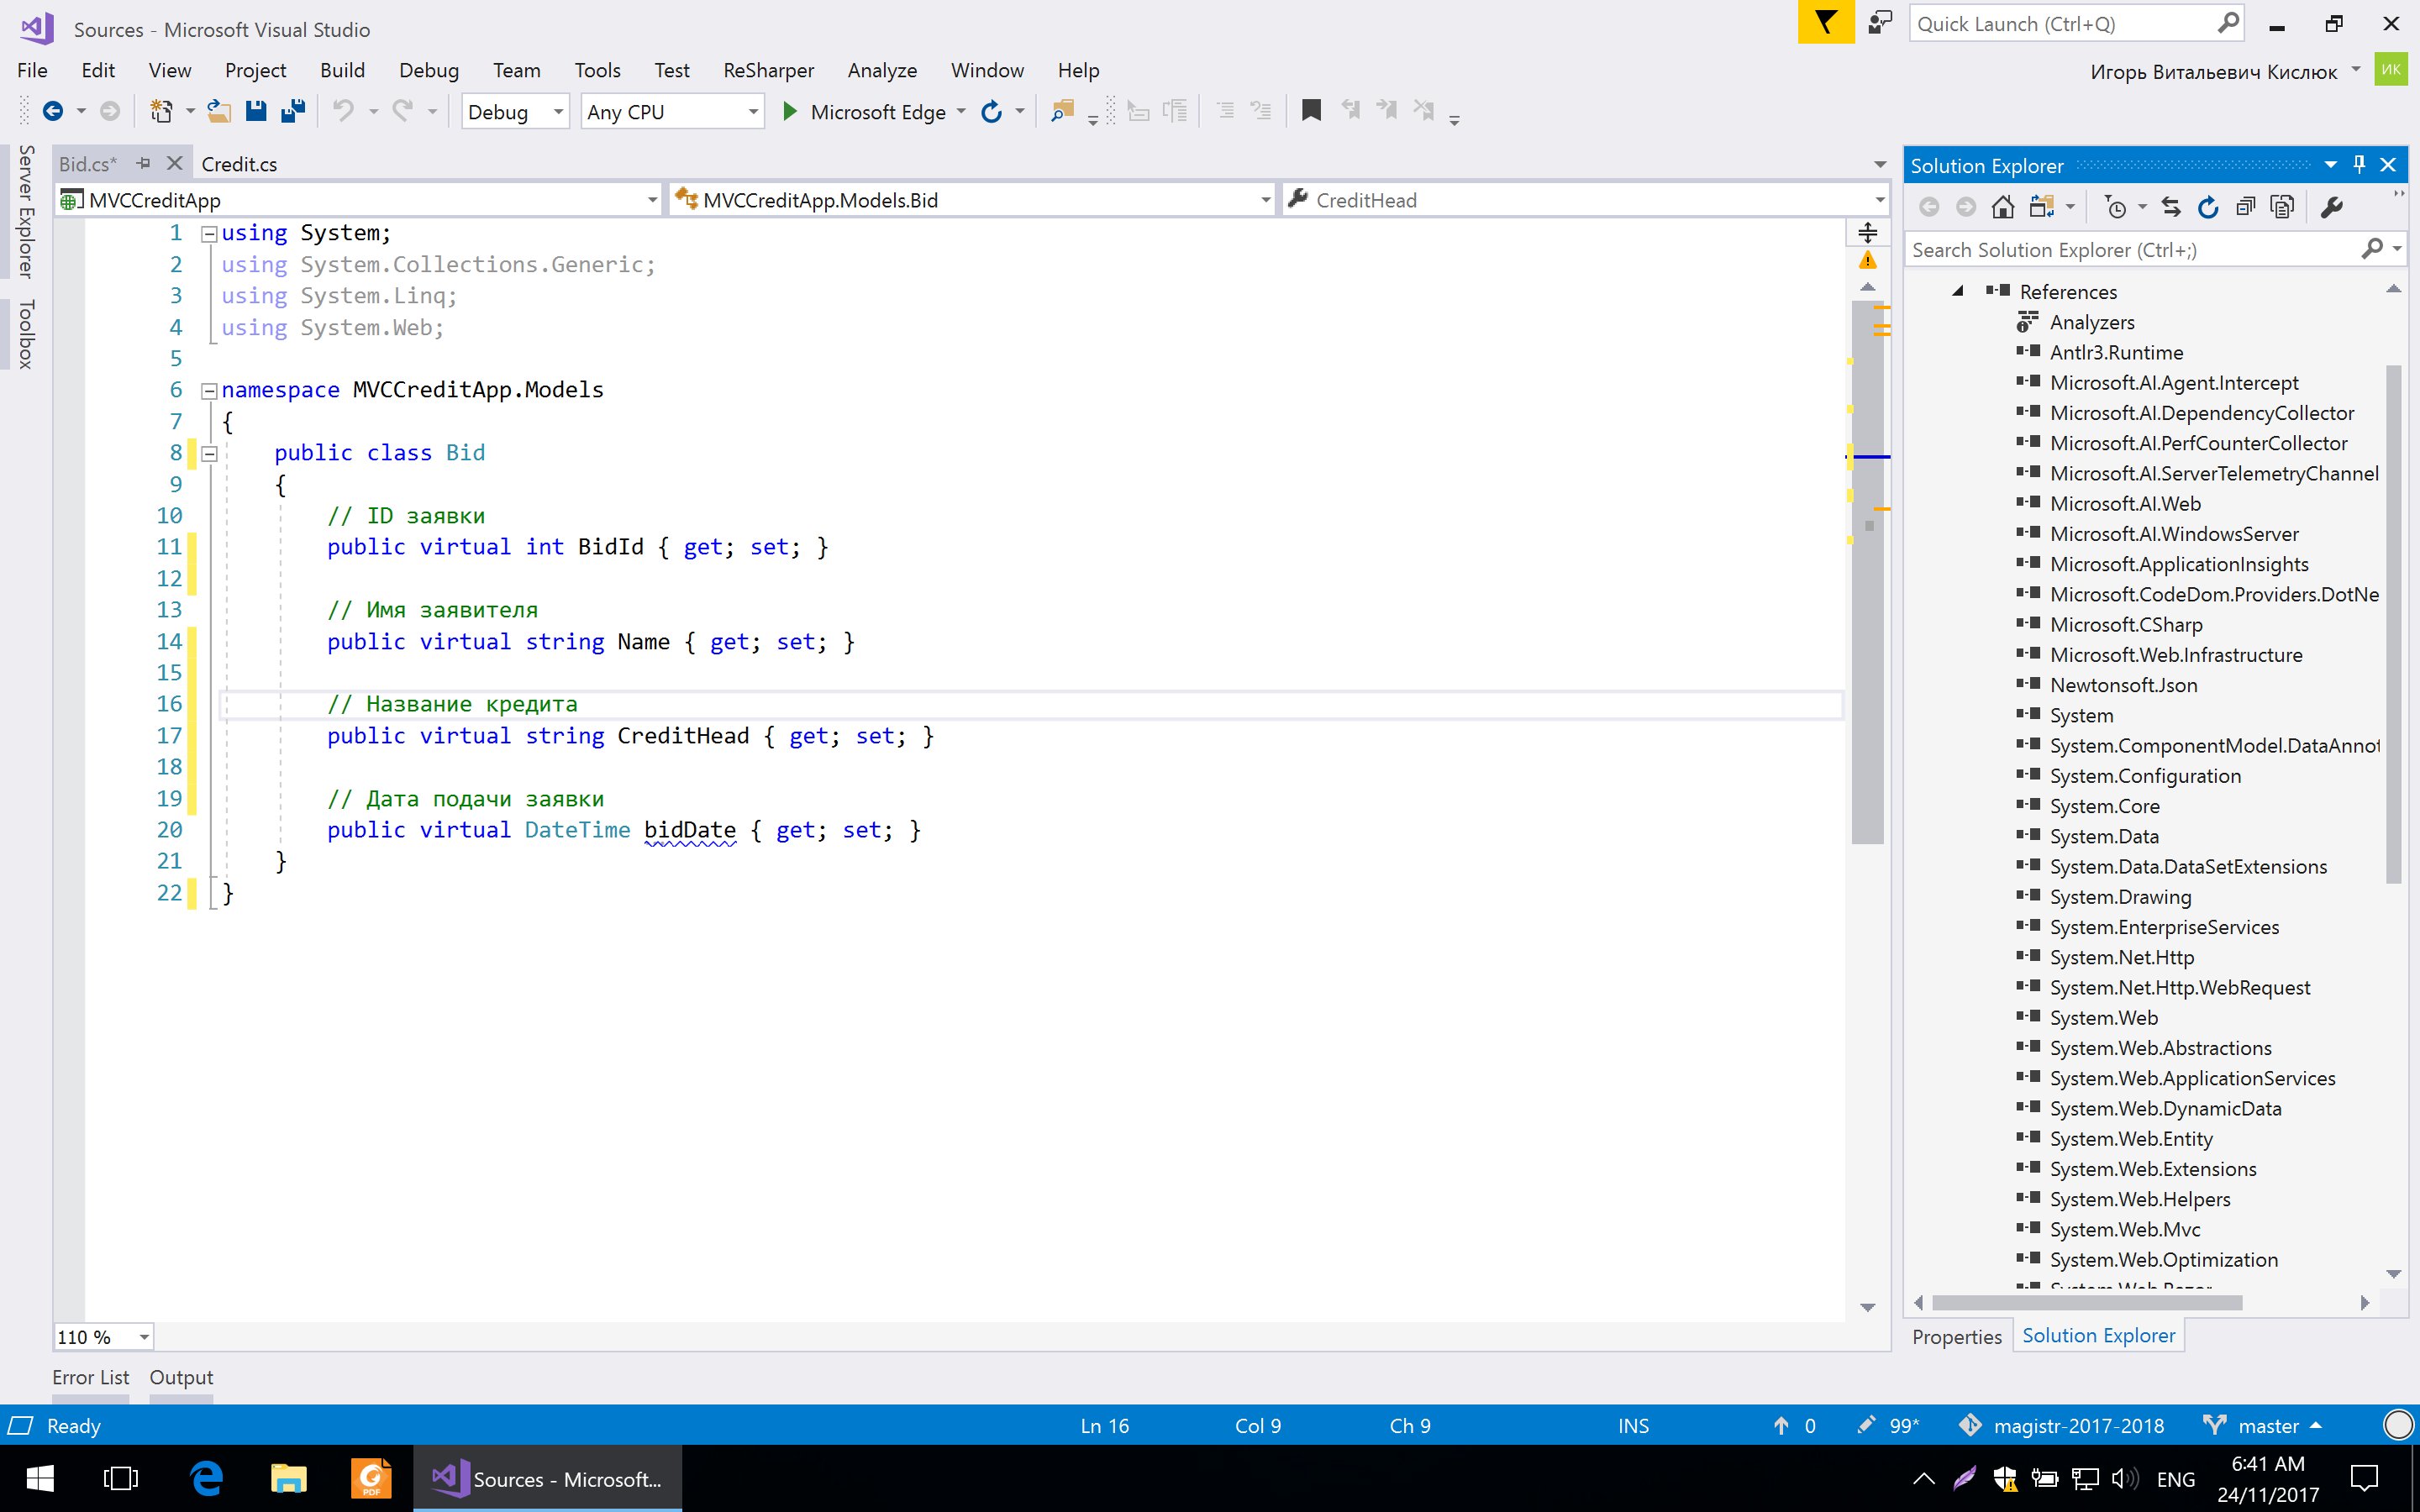 Sources - Microsoft Visual Studio
Quick Launch (Ctrl+Q)
File Edit View Project Build Debug Team Tools Test ReSharper Analyze Window Help
Игорь Витальевич Кислюк ИК
Debug Any CPU Microsoft Edge
Server Explorer
Toolbox
Bid.cs* Credit.cs
MVCCreditApp MVCCreditApp.Models.Bid CreditHead
1 using System;
2 using System.Collections.Generic;
3 using System.Linq;
4 using System.Web;
5
6 namespace MVCCreditApp.Models
7 {
8 public class Bid
9 {
10 // ID заявки
11 public virtual int BidId { get; set; }
12
13 // Имя заявителя
14 public virtual string Name { get; set; }
15
16 // Название кредита
17 public virtual string CreditHead { get; set; }
18
19 // Дата подачи заявки
20 public virtual DateTime bidDate { get; set; }
21 }
22 }
110 %
Error List Output
Solution Explorer
Search Solution Explorer (Ctrl+;)
References
Analyzers
Antlr3.Runtime
Microsoft.AI.Agent.Intercept
Microsoft.AI.DependencyCollector
Microsoft.AI.PerfCounterCollector
Microsoft.AI.ServerTelemetryChannel
Microsoft.AI.Web
Microsoft.AI.WindowsServer
Microsoft.ApplicationInsights
Microsoft.CodeDom.Providers.DotNe
Microsoft.CSharp
Microsoft.Web.Infrastructure
Newtonsoft.Json
System
System.ComponentModel.DataAnnot
System.Configuration
System.Core
System.Data
System.Data.DataSetExtensions
System.Drawing
System.EnterpriseServices
System.Net.Http
System.Net.Http.WebRequest
System.Web
System.Web.Abstractions
System.Web.ApplicationServices
System.Web.DynamicData
System.Web.Entity
System.Web.Extensions
System.Web.Helpers
System.Web.Mvc
System.Web.Optimization
Properties Solution Explorer
Ready Ln 16 Col 9 Ch 9 INS 0 99* magistr-2017-2018 master
PDF
Sources - Microsoft...
ENG
6:41 AM
24/11/2017